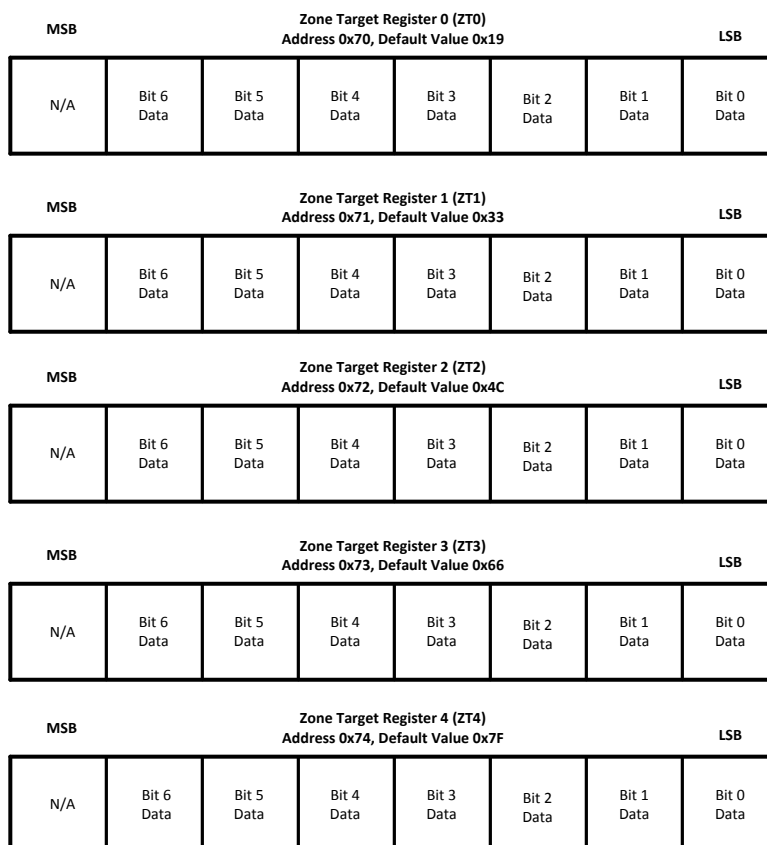 MSB
Zone Target Register 0 (ZT0)
Address 0x70, Default Value 0x19
LSB
N/A
Bit 6
Data
Bit 5
Data
Bit 4
Data
Bit 3
Data
Bit 2
Data
Bit 1
Data
Bit 0
Data
MSB
Zone Target Register 1 (ZT1)
Address 0x71, Default Value 0x33
LSB
N/A
Bit 6
Data
Bit 5
Data
Bit 4
Data
Bit 3
Data
Bit 2
Data
Bit 1
Data
Bit 0
Data
MSB
Zone Target Register 2 (ZT2)
Address 0x72, Default Value 0x4C
LSB
N/A
Bit 6
Data
Bit 5
Data
Bit 4
Data
Bit 3
Data
Bit 2
Data
Bit 1
Data
Bit 0
Data
MSB
Zone Target Register 3 (ZT3)
Address 0x73, Default Value 0x66
LSB
N/A
Bit 6
Data
Bit 5
Data
Bit 4
Data
Bit 3
Data
Bit 2
Data
Bit 1
Data
Bit 0
Data
MSB
Zone Target Register 4 (ZT4)
Address 0x74, Default Value 0x7F
LSB
N/A
Bit 6
Data
Bit 5
Data
Bit 4
Data
Bit 3
Data
Bit 2
Data
Bit 1
Data
Bit 0
Data